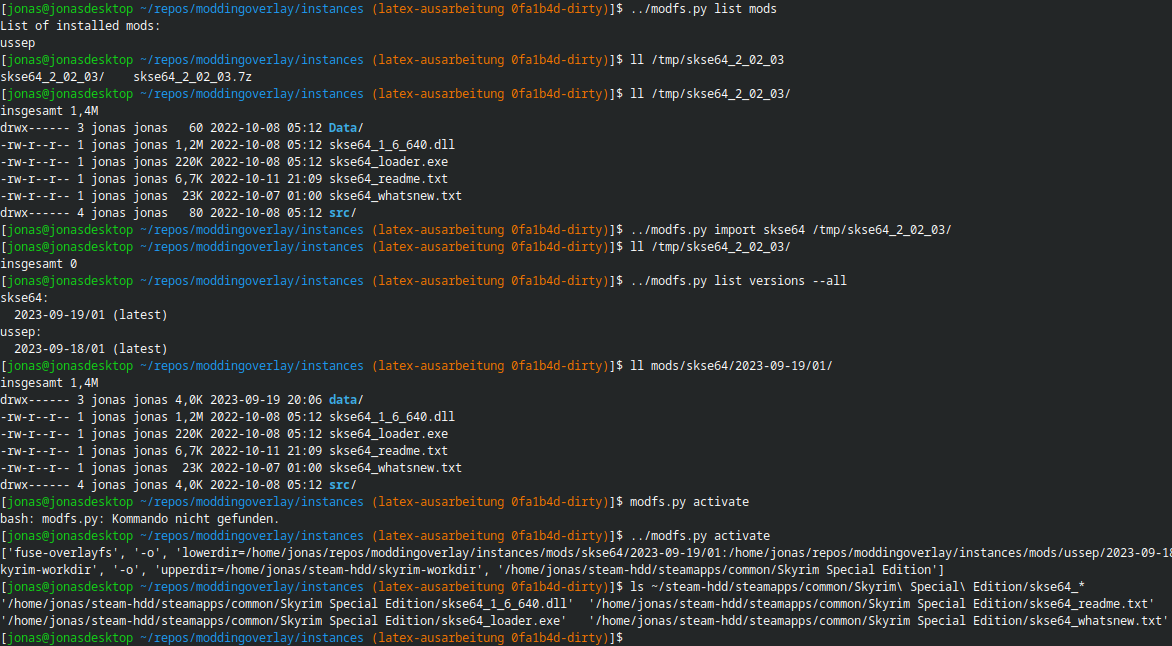 [jonas@jonasdesktop ~/repos/moddingoverlay/instances (latex-ausarbeitung 0fa1b4d-dirty)]$ ../modfs.py list mods
List of installed mods:
ussep
[jonas@jonasdesktop ~/repos/moddingoverlay/instances (latex-ausarbeitung 0fa1b4d-dirty)]$ ll /tmp/skse64_2_02_03
skse64_2_02_03/    skse64_2_02_03.7z
[jonas@jonasdesktop ~/repos/moddingoverlay/instances (latex-ausarbeitung 0fa1b4d-dirty)]$ ll /tmp/skse64_2_02_03/
insgesamt 1,4M
drwx------ 3 jonas jonas   60 2022-10-08 05:12 Data/
-rw-r--r-- 1 jonas jonas 1,2M 2022-10-08 05:12 skse64_1_6_640.dll
-rw-r--r-- 1 jonas jonas 220K 2022-10-08 05:12 skse64_loader.exe
-rw-r--r-- 1 jonas jonas 6,7K 2022-10-11 21:09 skse64_readme.txt
-rw-r--r-- 1 jonas jonas  23K 2022-10-07 01:00 skse64_whatsnew.txt
drwx------ 4 jonas jonas   80 2022-10-08 05:12 src/
[jonas@jonasdesktop ~/repos/moddingoverlay/instances (latex-ausarbeitung 0fa1b4d-dirty)]$ ../modfs.py import skse64 /tmp/skse64_2_02_03/
[jonas@jonasdesktop ~/repos/moddingoverlay/instances (latex-ausarbeitung 0fa1b4d-dirty)]$ ll /tmp/skse64_2_02_03/
insgesamt 0
[jonas@jonasdesktop ~/repos/moddingoverlay/instances (latex-ausarbeitung 0fa1b4d-dirty)]$ ../modfs.py list versions --all
skse64:
  2023-09-19/01 (latest)
ussep:
  2023-09-18/01 (latest)
[jonas@jonasdesktop ~/repos/moddingoverlay/instances (latex-ausarbeitung 0fa1b4d-dirty)]$ ll mods/skse64/2023-09-19/01/
insgesamt 1,4M
drwx------ 3 jonas jonas 4,0K 2023-09-19 20:06 data/
-rw-r--r-- 1 jonas jonas 1,2M 2022-10-08 05:12 skse64_1_6_640.dll
-rw-r--r-- 1 jonas jonas 220K 2022-10-08 05:12 skse64_loader.exe
-rw-r--r-- 1 jonas jonas 6,7K 2022-10-11 21:09 skse64_readme.txt
-rw-r--r-- 1 jonas jonas  23K 2022-10-07 01:00 skse64_whatsnew.txt
drwx------ 4 jonas jonas 4,0K 2022-10-08 05:12 src/
[jonas@jonasdesktop ~/repos/moddingoverlay/instances (latex-ausarbeitung 0fa1b4d-dirty)]$ modfs.py activate
bash: modfs.py: Kommando nicht gefunden.
[jonas@jonasdesktop ~/repos/moddingoverlay/instances (latex-ausarbeitung 0fa1b4d-dirty)]$ ../modfs.py activate
['fuse-overlayfs', '-o', 'lowerdir=/home/jonas/repos/moddingoverlay/instances/mods/skse64/2023-09-19/01:/home/jonas/repos/moddingoverlay/instances/mods/ussep/2023-09-18
kyrim-workdir', '-o', 'upperdir=/home/jonas/steam-hdd/skyrim-workdir', '/home/jonas/steam-hdd/steamapps/common/Skyrim Special Edition']
[jonas@jonasdesktop ~/repos/moddingoverlay/instances (latex-ausarbeitung 0fa1b4d-dirty)]$ ls ~/steam-hdd/steamapps/common/Skyrim\ Special\ Edition/skse64_*
'/home/jonas/steam-hdd/steamapps/common/Skyrim Special Edition/skse64_1_6_640.dll'  '/home/jonas/steam-hdd/steamapps/common/Skyrim Special Edition/skse64_readme.txt'
'/home/jonas/steam-hdd/steamapps/common/Skyrim Special Edition/skse64_loader.exe'   '/home/jonas/steam-hdd/steamapps/common/Skyrim Special Edition/skse64_whatsnew.txt'
[jonas@jonasdesktop ~/repos/moddingoverlay/instances (latex-ausarbeitung 0fa1b4d-dirty)]$